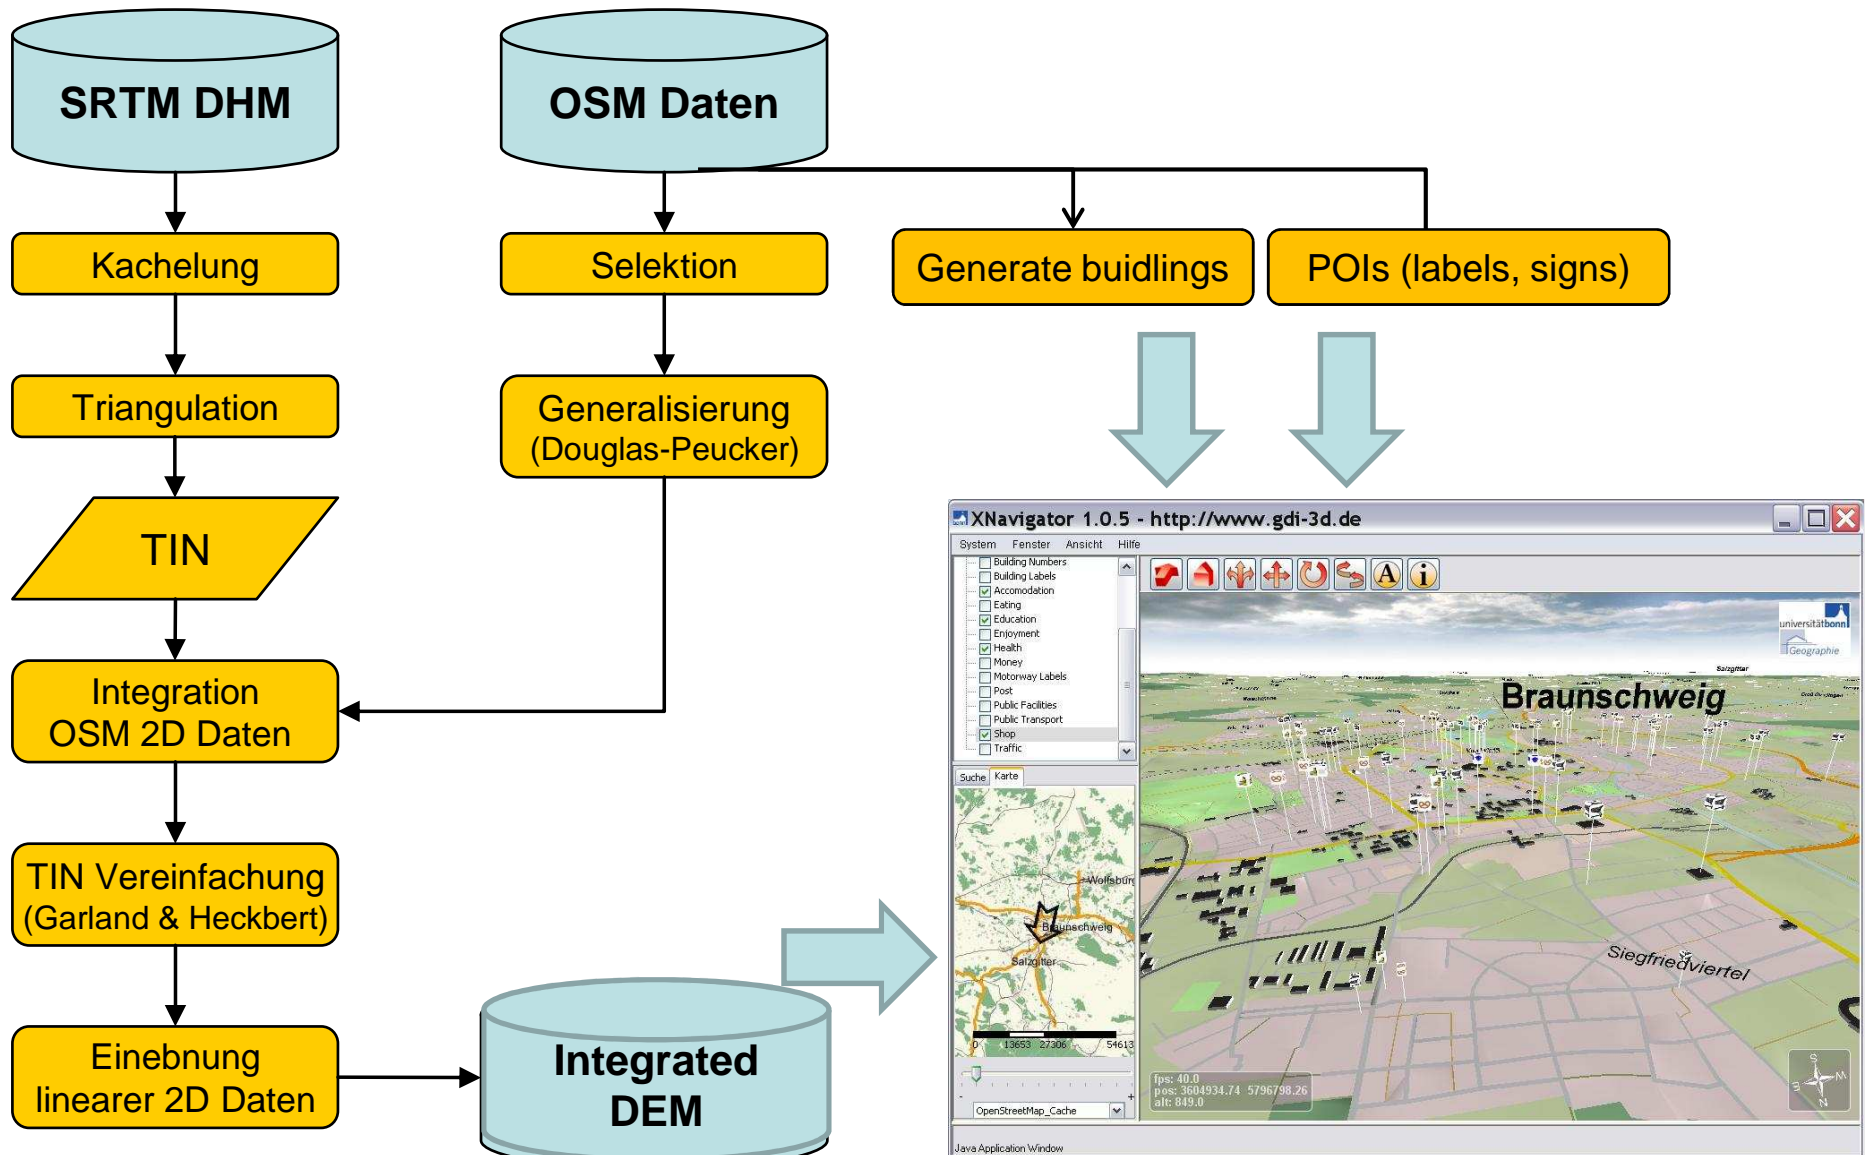 SRTM DHM
OSM Daten
Kachelung
Selektion
Generate buidlings
POIs (labels, signs)
Triangulation
Generalisierung
(Douglas-Peucker)
TIN
Integration
OSM 2D Daten
TIN Vereinfachung
(Garland & Heckbert)
Einebnung
linearer 2D Daten
Integrated
DEM
XNavigator 1.0.5 - http://www.gdi-3d.de
System Fenster Ansicht Hilfe
Building Numbers
Building Labels
Accomodation
Eating
Education
Enjoyment
Health
Money
Motorway Labels
Post
Public Facilities
Public Transport
Shop
Traffic
Suche Karte
Wolfsburg
Braunschweig
Salzgitter
0 13653 27306 54613
- +
OpenStreetMap_Cache
Java Application Window
A i
universitätbonn
Geographie
Salzgitter
Braunschweig
Siegfriedviertel
fps: 40.0
pos: 3604934.74 5796798.26
alt: 849.0
S
E W
N